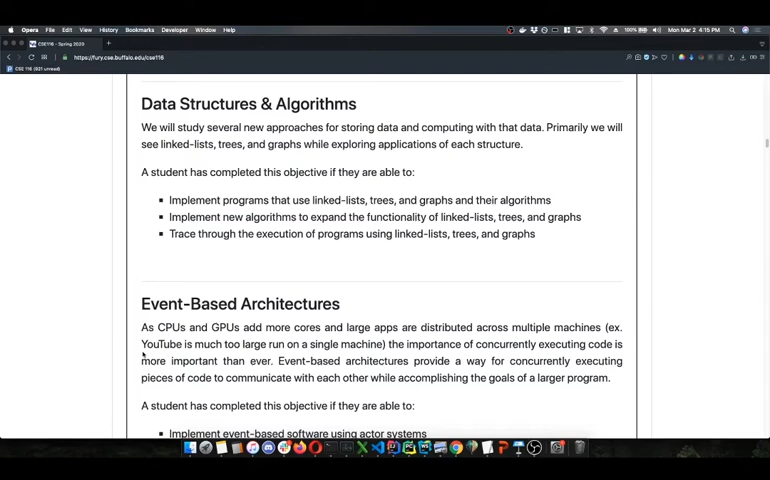 Opera File Edit View History Bookmarks Developer Window Help
100% Mon Mar 2 4:15 PM
CSE116 - Spring 2020
https://fury.cse.buffalo.edu/cse116
CSE 116 (921 unread)
Data Structures & Algorithms
We will study several new approaches for storing data and computing with that data. Primarily we will
see linked-lists, trees, and graphs while exploring applications of each structure.
A student has completed this objective if they are able to:
Implement programs that use linked-lists, trees, and graphs and their algorithms
Implement new algorithms to expand the functionality of linked-lists, trees, and graphs
Trace through the execution of programs using linked-lists, trees, and graphs
Event-Based Architectures
As CPUs and GPUs add more cores and large apps are distributed across multiple machines (ex.
YouTube is much too large run on a single machine) the importance of concurrently executing code is
more important than ever. Event-based architectures provide a way for concurrently executing
pieces of code to communicate with each other while accomplishing the goals of a larger program.
A student has completed this objective if they are able to:
Implement event-based software using actor systems